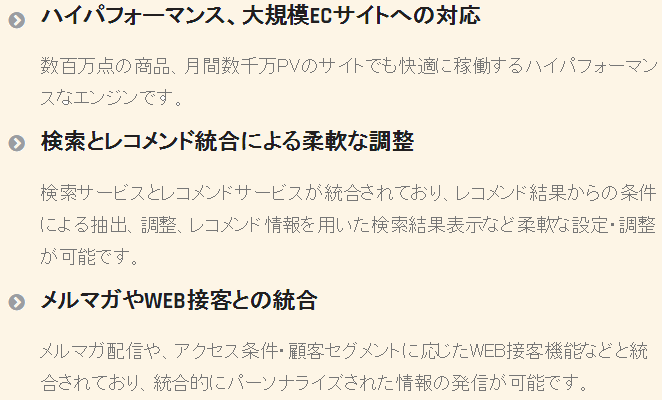 ハイパフォーマンス、大規模ECサイトへの対応
数百万点の商品、月間数千万PVのサイトでも快適に稼働するハイパフォーマン
スなエンジンです。
検索とレコメンド統合による柔軟な調整
検索サービスとレコメンドサービスが統合されており、レコメンド結果からの条件
による抽出、調整、レコメンド情報を用いた検索結果表示など柔軟な設定・調整
が可能です。
メルマガやWEB接客との統合
メルマガ配信や、アクセス条件・顧客セグメントに応じたWEB接客機能などと統
合されており、統合的にパーソナライズされた情報の発信が可能です。